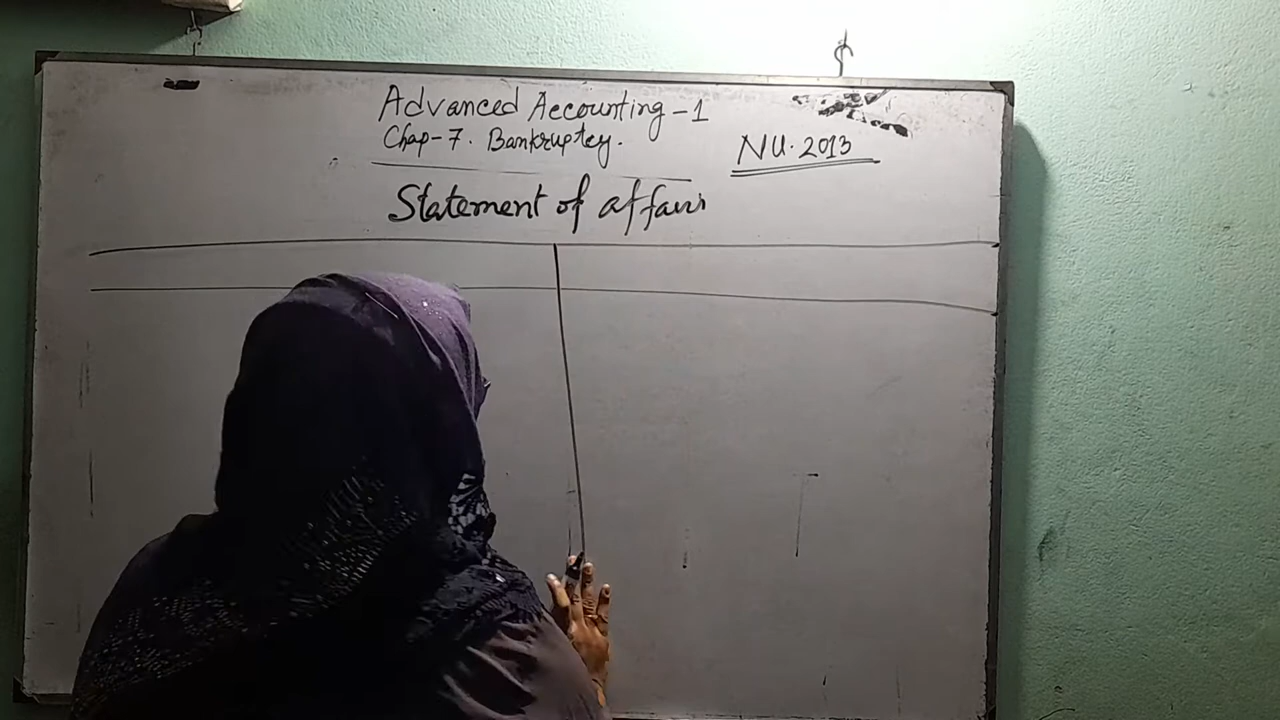 Advanced Accounting-1
Chap-7. Bankruptcy.
NU. 2013
Statement of affairs